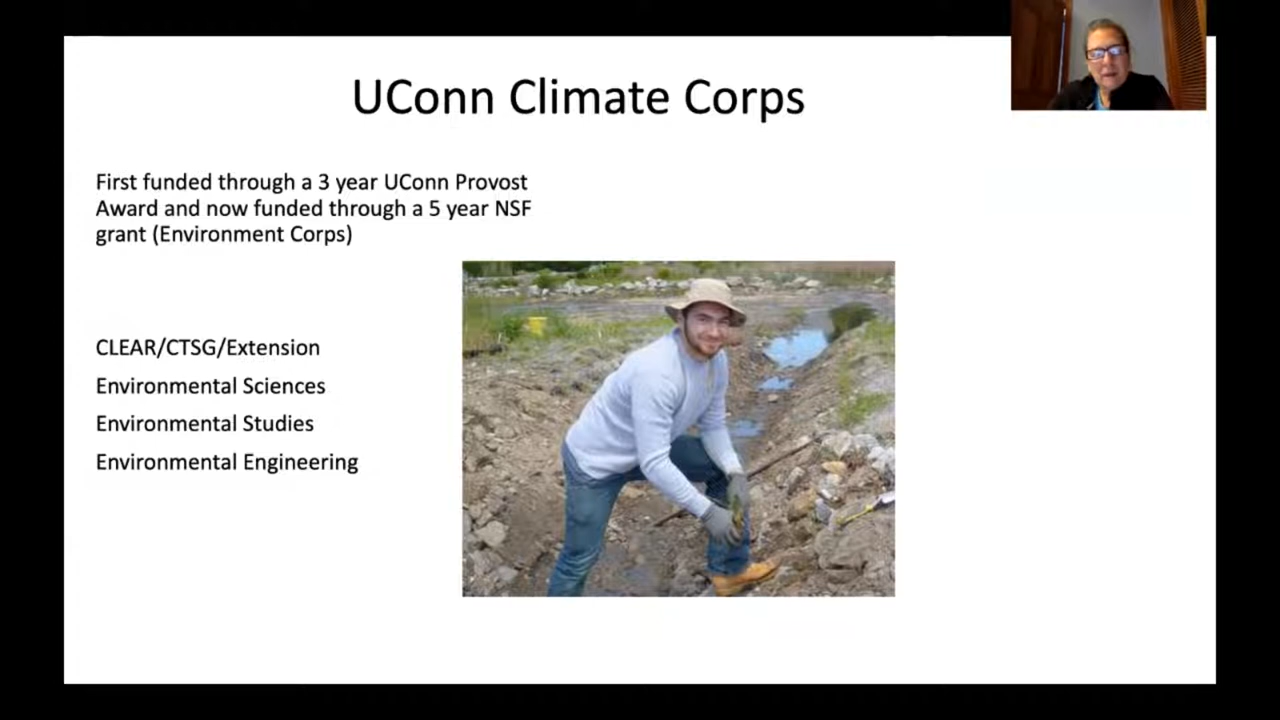 UConn Climate Corps
First funded through a 3 year UConn Provost
Award and now funded through a 5 year NSF
grant (Environment Corps)
CLEAR/CTSG/Extension
Environmental Sciences
Environmental Studies
Environmental Engineering